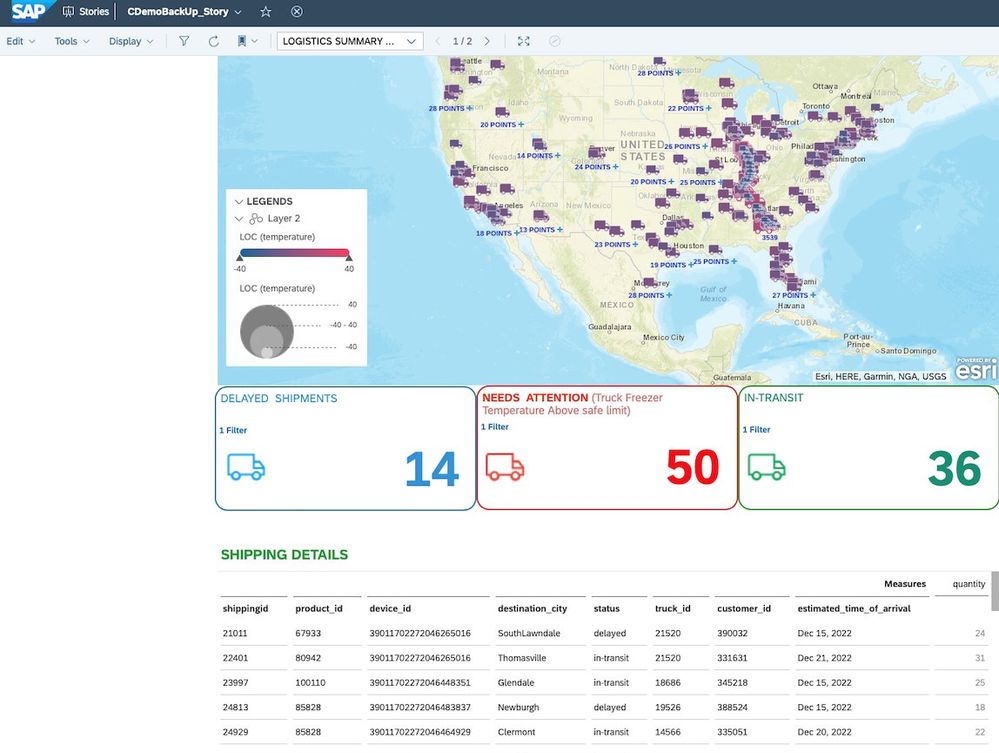 SAP Stories CDemoBackUp_Story
Edit Tools Display LOGISTICS SUMMARY ... 1 / 2
28 POINTS +
North Dakota
Montana
Ottawa
Montreal
Toronto
28 POINTS +
South Dakota
22 POINTS +
Wisconsin
Idaho
Wyoming
20 POINTS +
Detroit
Nebraska
26 POINTS +
Nevada
14 POINTS +
UNITED
STATES
St Lou
Ohio
Philad
24 POINTS +
Francisco
20 POINTS +
25 POINTS +
Virginia
Arizona
New Mexico
18 POINTS +
13 POINTS +
Dallas
23 POINTS +
3539
Houston
19 POINTS +
25 POINTS +
28 POINTS +
27 POINTS +
Gulf of
Mexico
Havana
MEXICO
CUBA
Guadalajara
Mexico City
Port-au-
Prince
Santo Domingo
Guatemala
LEGENDS
Layer 2
LOC (temperature)
-40 40
LOC (temperature)
40
-40 - 40
-40
Esri, HERE, Garmin, NGA, USGS
POWERED BY
esri
DELAYED SHIPMENTS
1 Filter
14
NEEDS ATTENTION (Truck Freezer
Temperature Above safe limit)
1 Filter
50
IN-TRANSIT
1 Filter
36
SHIPPING DETAILS
Measures quantity
shippingid product_id device_id destination_city status truck_id customer_id estimated_time_of_arrival
21011 67933 39011702272046265016 SouthLawndale delayed 21520 390032 Dec 15, 2022 24
22401 80942 39011702272046265016 Thomasville in-transit 21520 331631 Dec 21, 2022 31
23997 100110 39011702272046448351 Glendale in-transit 18686 345218 Dec 15, 2022 25
24813 85828 39011702272046483837 Newburgh delayed 19526 388524 Dec 15, 2022 18
24929 85828 39011702272046464929 Clermont in-transit 14566 335051 Dec 20, 2022 22